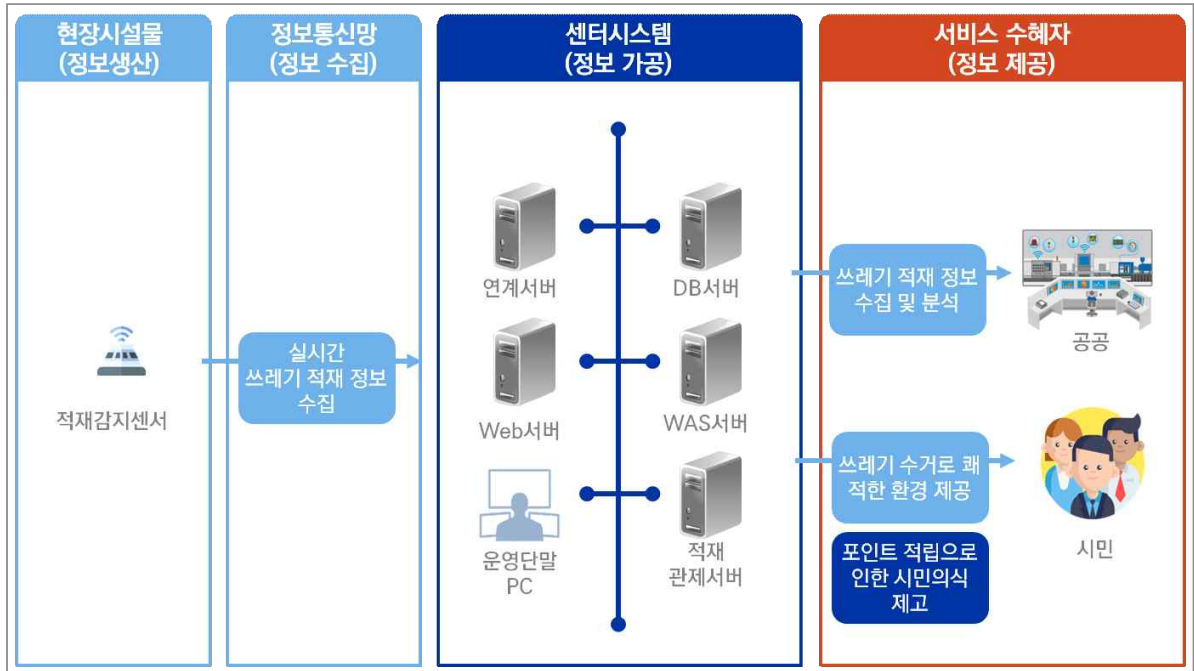 현장시설물
(정보생산)
정보통신망
(정보 수집)
센터시스템
(정보 가공)
서비스 수혜자
(정보 제공)
적재감지센서
실시간
쓰레기 적재 정보
수집
연계서버
DB서버
Web서버
WAS서버
운영단말
PC
적재
관제서버
쓰레기 적재 정보
수집 및 분석
공공
쓰레기 수거로 쾌
적한 환경 제공
시민
포인트 적립으로
인한 시민의식
제고